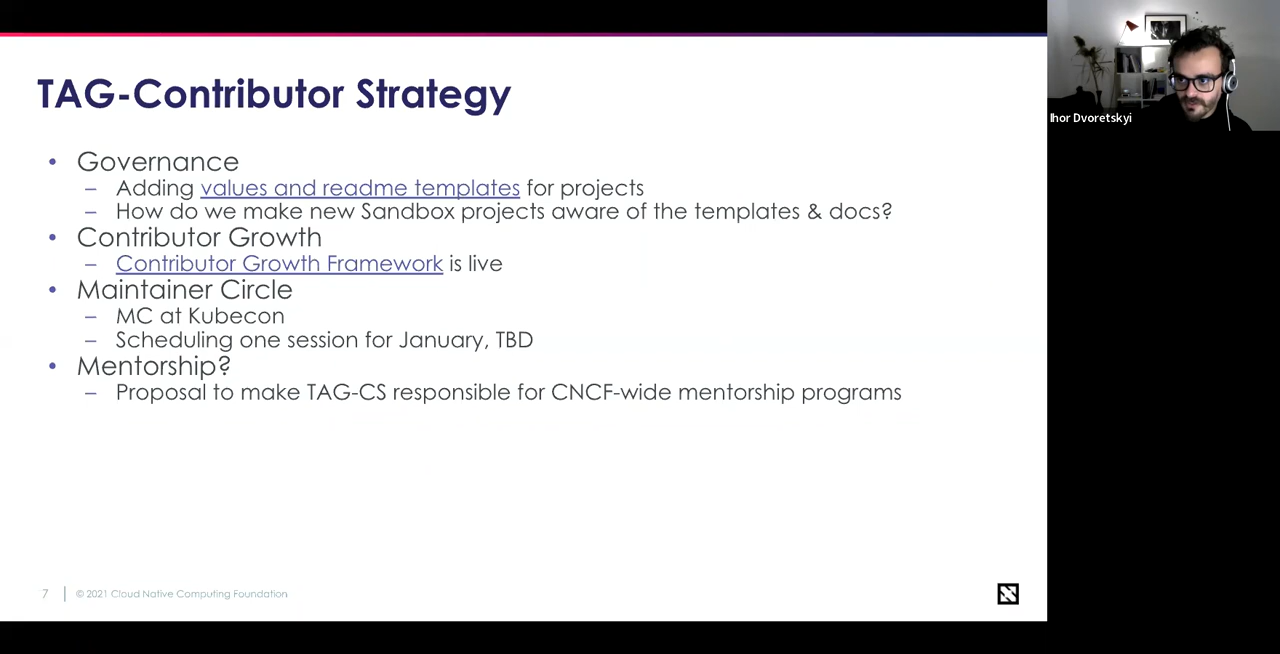 TAG-Contributor Strategy
Ihor Dvoretskyi
• Governance
– Adding values and readme templates for projects
– How do we make new Sandbox projects aware of the templates & docs?
• Contributor Growth
– Contributor Growth Framework is live
• Maintainer Circle
– MC at Kubecon
– Scheduling one session for January, TBD
• Mentorship?
– Proposal to make TAG-CS responsible for CNCF-wide mentorship programs
7 | © 2021 Cloud Native Computing Foundation